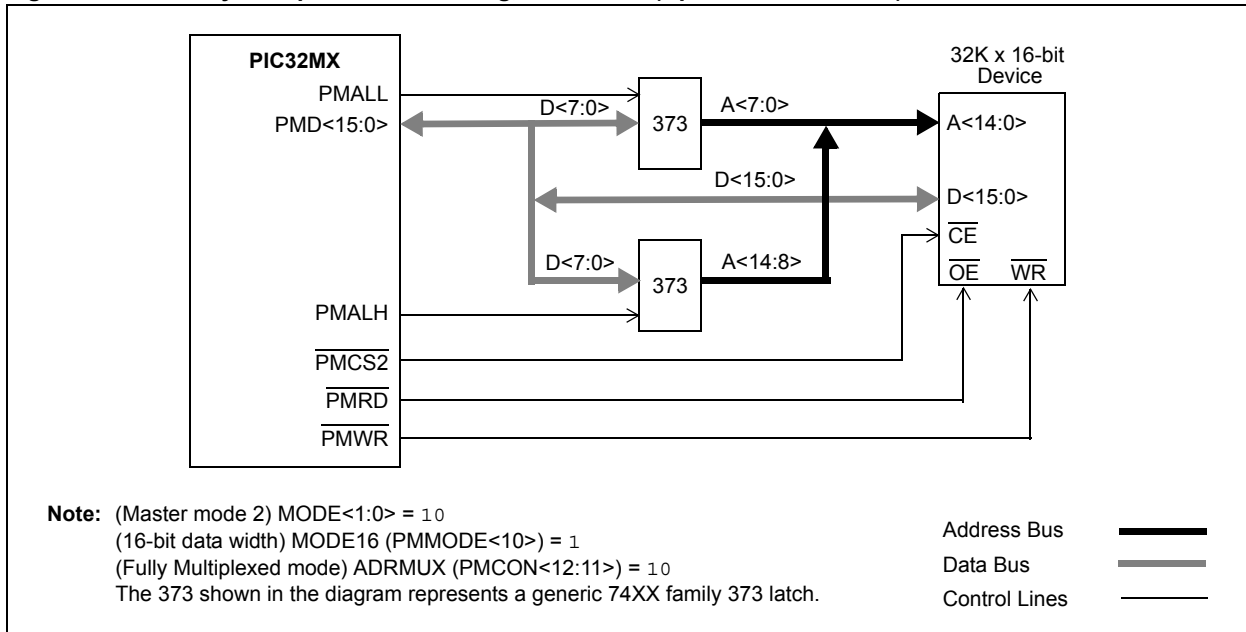 PIC32MX
PMALL
PMD<15:0>
D<7:0>
373
A<7:0>
32K x 16-bit
Device
A<14:0>
D<15:0>
D<15:0>
CE
D<7:0>
373
A<14:8>
OE WR
PMALH
PMCS2
PMRD
PMWR
Note: (Master mode 2) MODE<1:0> = 10
(16-bit data width) MODE16 (PMMODE<10>) = 1
(Fully Multiplexed mode) ADRMUX (PMCON<12:11>) = 10
The 373 shown in the diagram represents a generic 74XX family 373 latch.
Address Bus
Data Bus
Control Lines